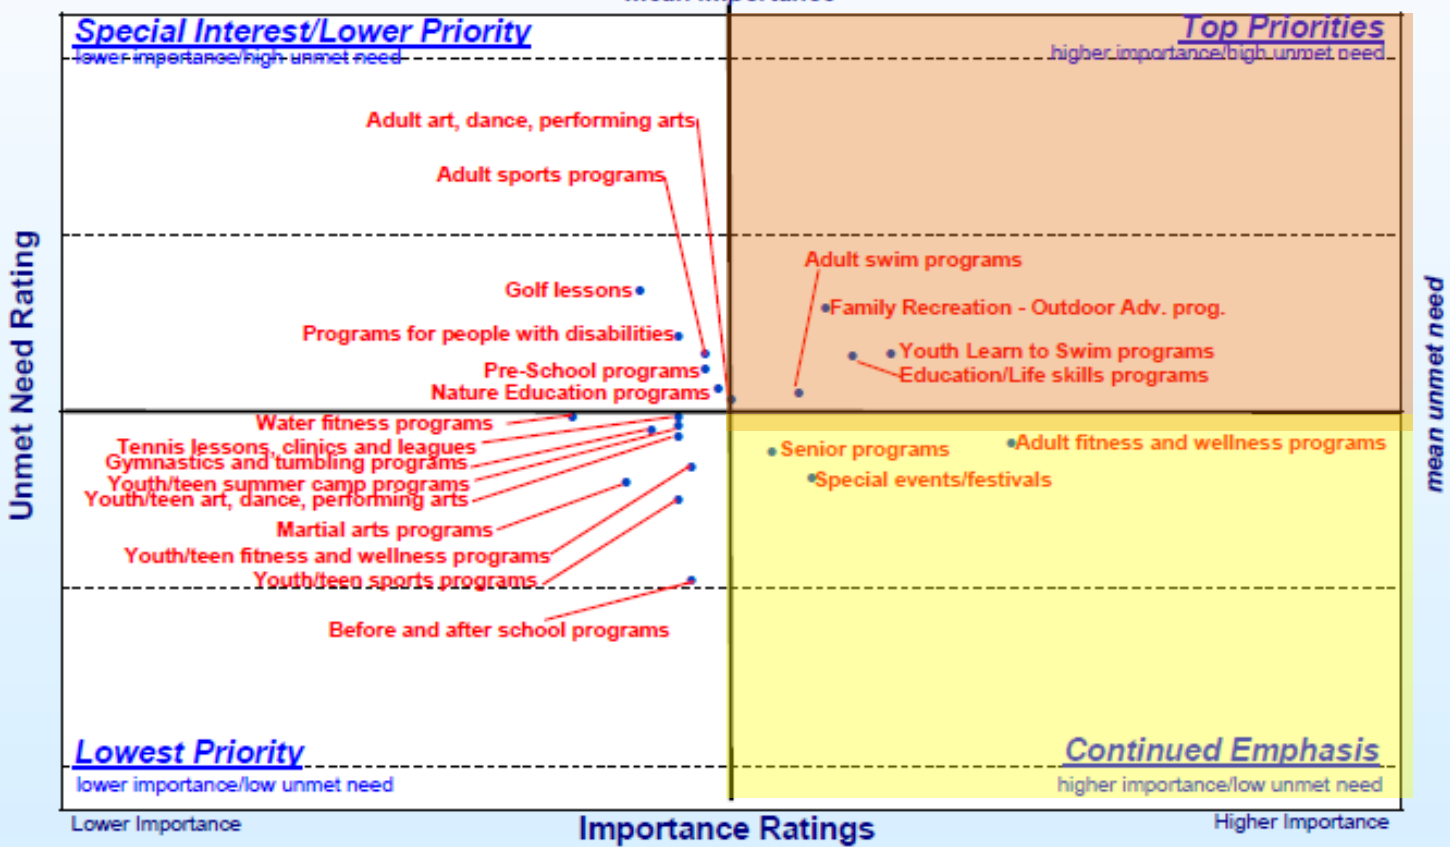 Mean Importance
Special Interest/Lower Priority
lower importance/high unmet need
Top Priorities
higher importance/high unmet need
Adult art, dance, performing arts
Adult sports programs
Golf lessons
Programs for people with disabilities
Pre-School programs
Nature Education programs
Adult swim programs
Family Recreation - Outdoor Adv. prog.
Youth Learn to Swim programs
Education/Life skills programs
Unmet Need Rating
mean unmet need
Water fitness programs
Tennis lessons, clinics and leagues
Gymnastics and tumbling programs
Youth/teen summer camp programs
Youth/teen art, dance, performing arts
Martial arts programs
Youth/teen fitness and wellness programs
Youth/teen sports programs
Before and after school programs
Senior programs
Adult fitness and wellness programs
Special events/festivals
Lowest Priority
lower importance/low unmet need
Continued Emphasis
higher importance/low unmet need
Lower Importance
Importance Ratings
Higher Importance